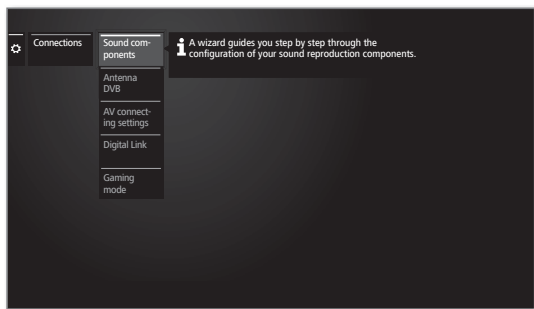 Connections
Sound com-
ponents
A wizard guides you step by step through the
configuration of your sound reproduction components.
Antenna
DVB
AV connect-
ing settings
Digital Link
Gaming
mode